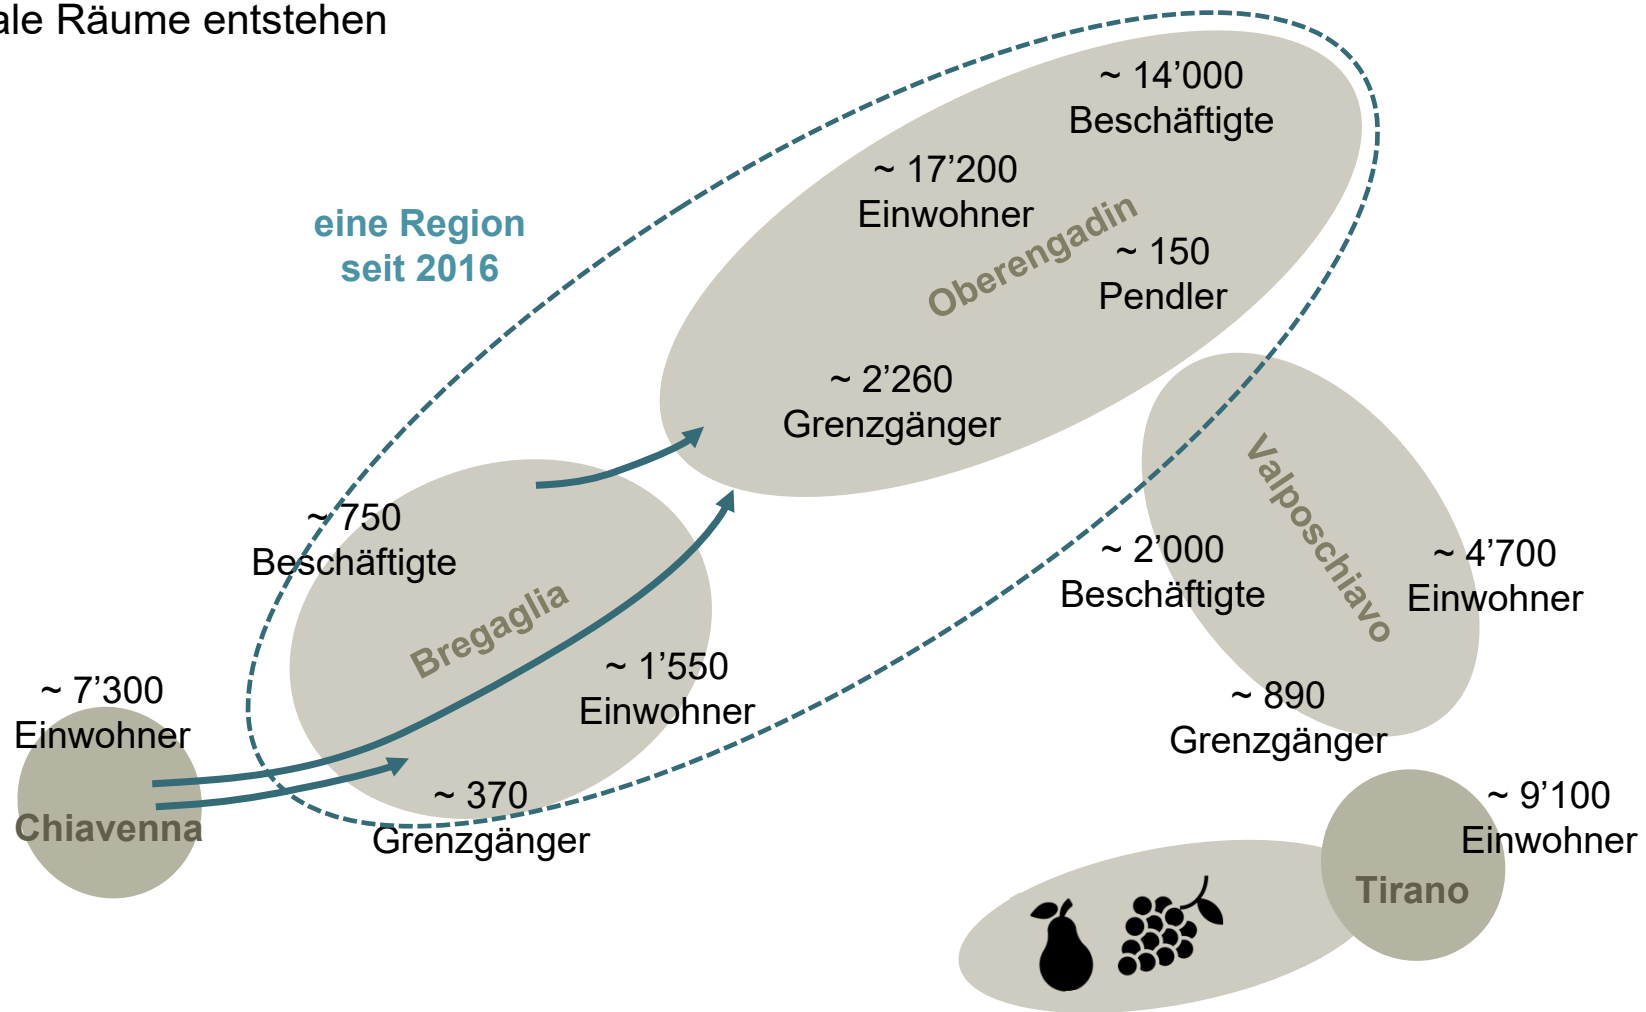 Räume entstehen
~ 14’000
Beschäftigte
~ 17’200
Einwohner
Oberengadin
~ 150
Pendler
eine Region
seit 2016
~ 2’260
Grenzgänger
~ 750
Beschäftigte
Bregaglia
~ 1’550
Einwohner
~ 370
Grenzgänger
~ 7’300
Einwohner
Chiavenna
Valposchiavo
~ 2’000
Beschäftigte
~ 4’700
Einwohner
~ 890
Grenzgänger
~ 9’100
Einwohner
Tirano